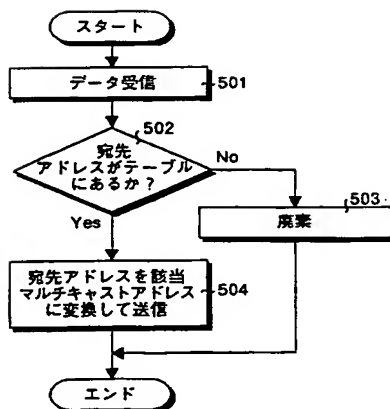 スタート
データ受信
501
502
宛先
アドレスがテーブル
にあるか？
No
Yes
503
廃棄
宛先アドレスを該当
マルチキャストアドレス
に変換して送信
504
エンド